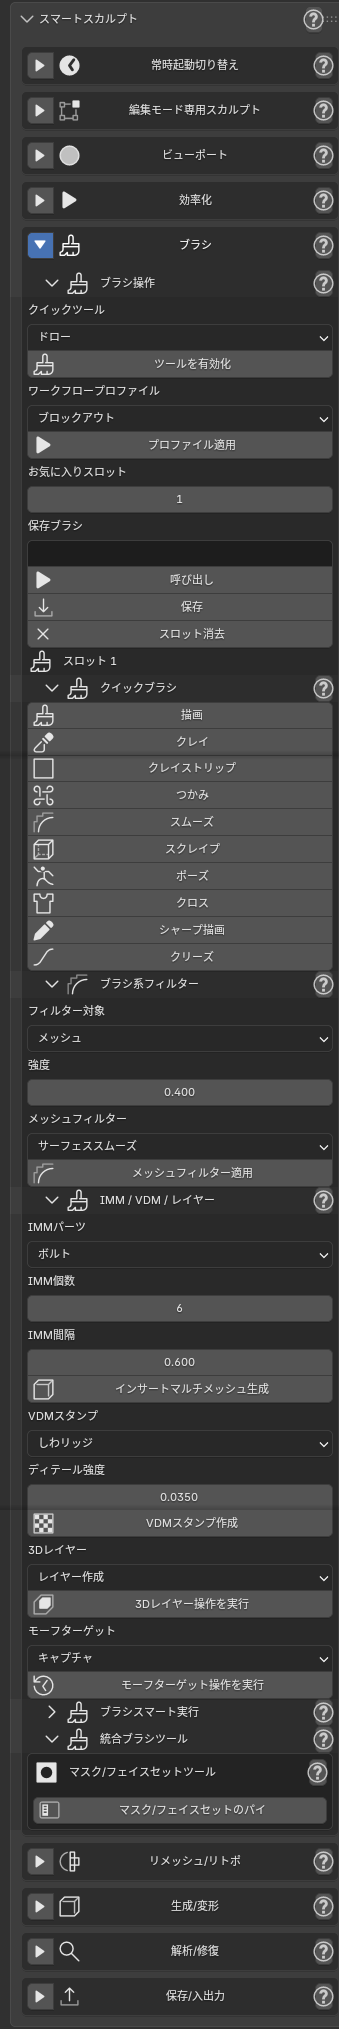 スマートスカルプト
常時起動切り替え
編集モード専用スカルプト
ビューポート
効率化
ブラシ
ブラシ操作
クイックツール
ドロー
ツールを有効化
ワークフロープロファイル
ブロックアウト
プロファイル適用
お気に入りスロット
1
保存ブラシ
呼び出し
保存
スロット消去
スロット 1
クイックブラシ
描画
クレイ
クレイストリップ
つかみ
スムーズ
スクレイプ
ポーズ
クロス
シャープ描画
クリーズ
ブラシ系フィルター
フィルター対象
メッシュ
強度
0.400
メッシュフィルター
サーフェススムーズ
メッシュフィルター適用
IMM / VDM / レイヤー
IMMパーツ
ボルト
IMM個数
6
IMM間隔
0.600
インサートマルチメッシュ生成
VDMスタンプ
しわリッジ
ディテール強度
0.0350
VDMスタンプ作成
3Dレイヤー
レイヤー作成
3Dレイヤー操作を実行
モーフターゲット
キャプチャ
モーフターゲット操作を実行
ブラシスマート実行
統合ブラシツール
マスク/フェイスセットツール
マスク/フェイスセットのパイ
リメッシュ/リトポ
生成/変形
解析/修復
保存/入出力